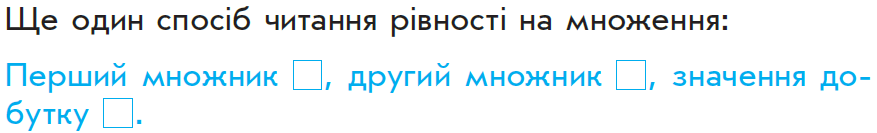 Ще один спосіб читання рівності на множення:
Перший множник □, другий множник □, значення до-
бутку □.